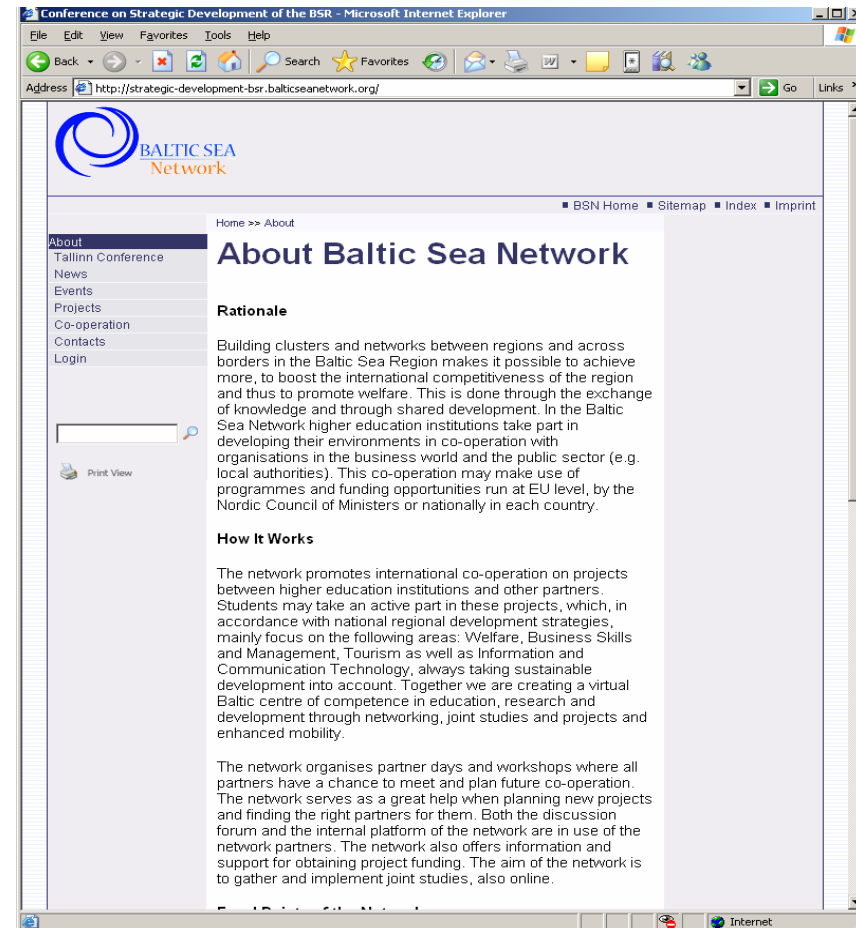 Conference on Strategic Development of the BSR - Microsoft Internet Explorer
File Edit View Favorites Tools Help
Back Search Favorites
Address http://strategic-development-bsr.balticseanetwork.org/ Go Links
BALTIC SEA
Network
BSN Home Sitemap Index Imprint
Home >> About
About
Tallinn Conference
News
Events
Projects
Co-operation
Contacts
Login
Print View
About Baltic Sea Network
Rationale
Building clusters and networks between regions and across
borders in the Baltic Sea Region makes it possible to achieve
more, to boost the international competitiveness of the region
and thus to promote welfare. This is done through the exchange
of knowledge and through shared development. In the Baltic
Sea Network higher education institutions take part in
developing their environments in co-operation with
organisations in the business world and the public sector (e.g.
local authorities). This co-operation may make use of
programmes and funding opportunities run at EU level, by the
Nordic Council of Ministers or nationally in each country.
How It Works
The network promotes international co-operation on projects
between higher education institutions and other partners.
Students may take an active part in these projects, which, in
accordance with national regional development strategies,
mainly focus on the following areas: Welfare, Business Skills
and Management, Tourism as well as Information and
Communication Technology, always taking sustainable
development into account. Together we are creating a virtual
Baltic centre of competence in education, research and
development through networking, joint studies and projects and
enhanced mobility.
The network organises partner days and workshops where all
partners have a chance to meet and plan future co-operation.
The network serves as a great help when planning new projects
and finding the right partners for them. Both the discussion
forum and the internal platform of the network are in use of the
network partners. The network also offers information and
support for obtaining project funding. The aim of the network is
to gather and implement joint studies, also online.
Internet